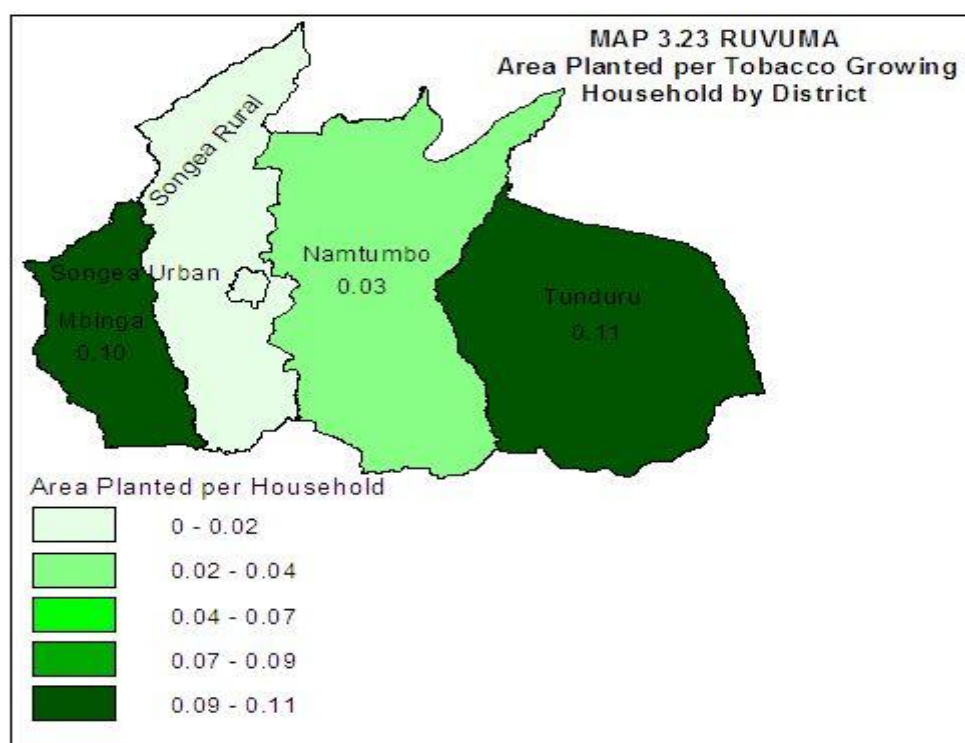 MAP 3.23 RUVUMA
Area Planted per Tobacco Growing
Household by District
Songea Rural
Songea Urban
Mbinga
0.10
Namtumbo
0.03
Tunduru
0.11
Area Planted per Household
0 - 0.02
0.02 - 0.04
0.04 - 0.07
0.07 - 0.09
0.09 - 0.11